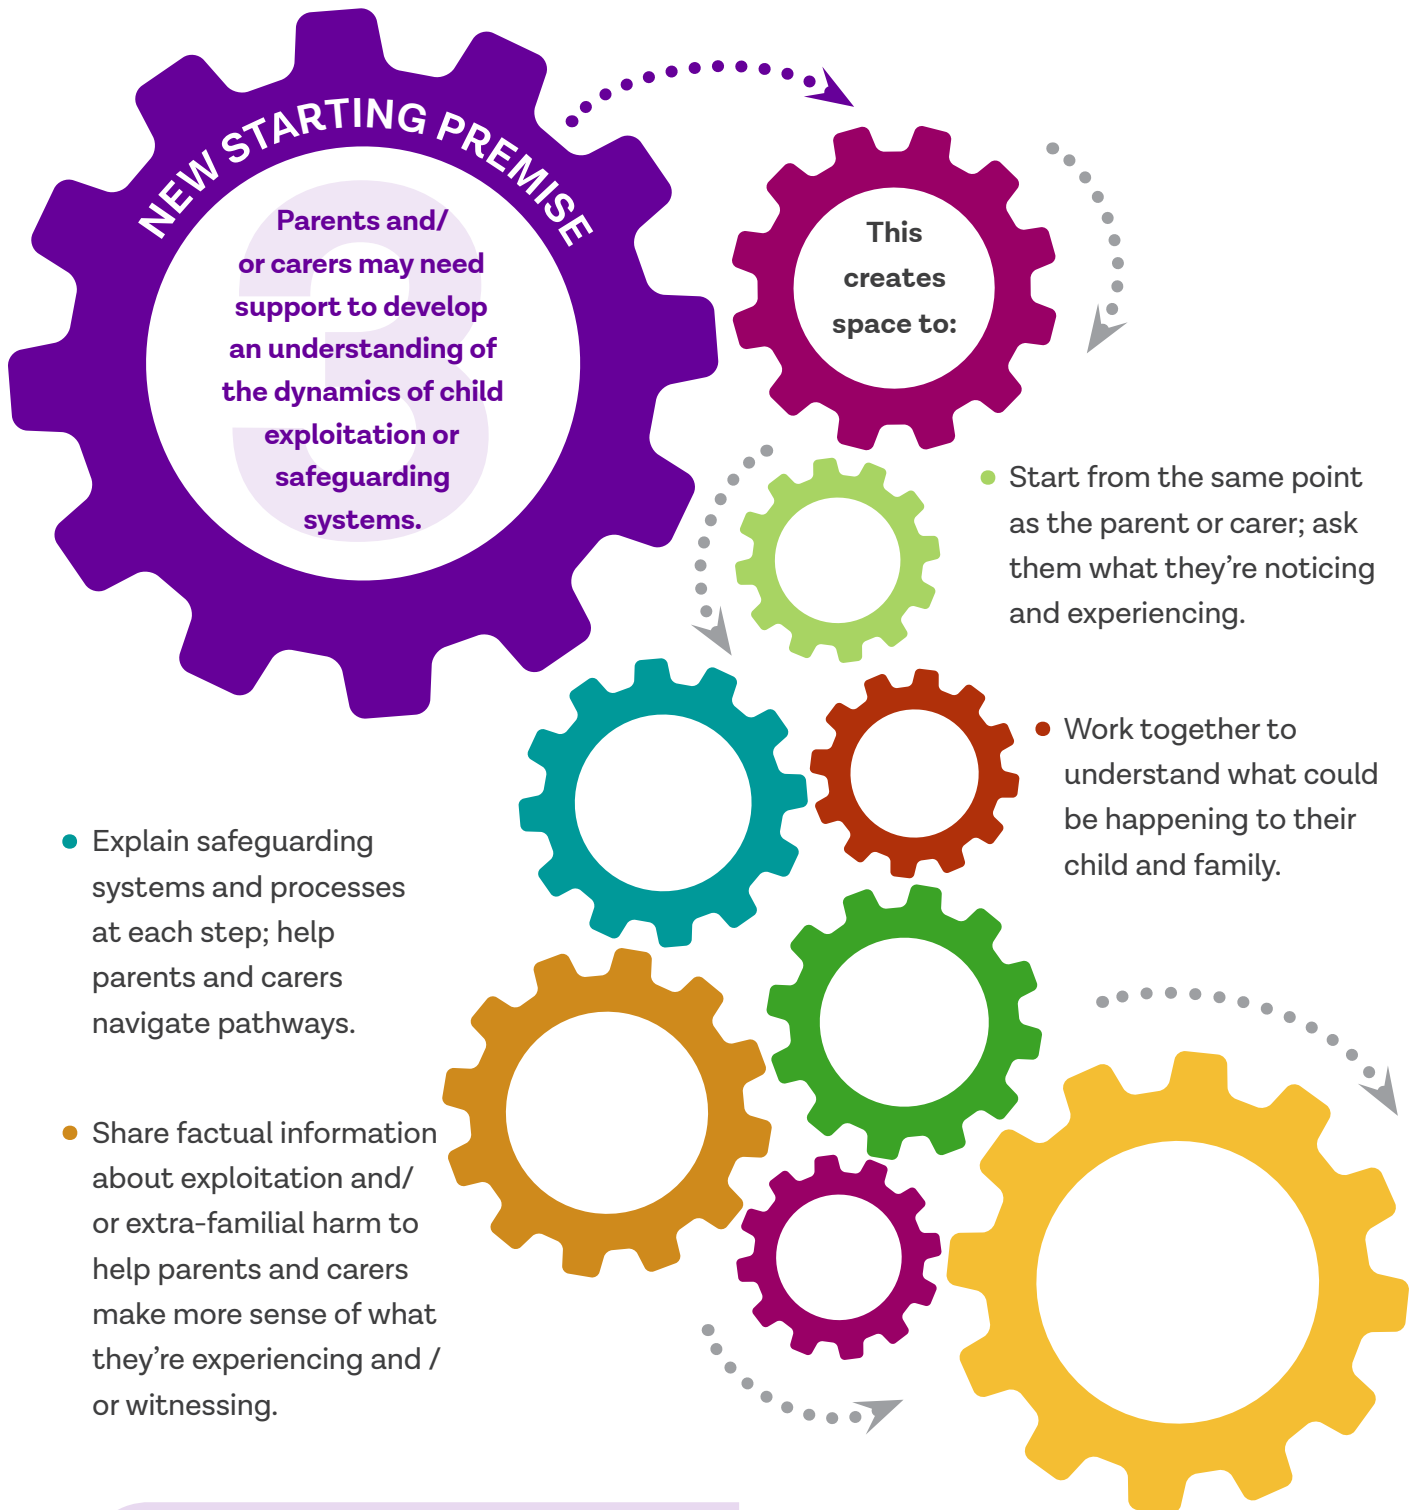 NEW STARTING PREMISE
3
Parents and/
or carers may need
support to develop
an understanding of
the dynamics of child
exploitation or
safeguarding
systems.
This
creates
space to:
• Start from the same point
as the parent or carer; ask
them what they’re noticing
and experiencing.
• Work together to
understand what could
be happening to their
child and family.
• Explain safeguarding
systems and processes
at each step; help
parents and carers
navigate pathways.
• Share factual information
about exploitation and/
or extra-familial harm to
help parents and carers
make more sense of what
they’re experiencing and /
or witnessing.